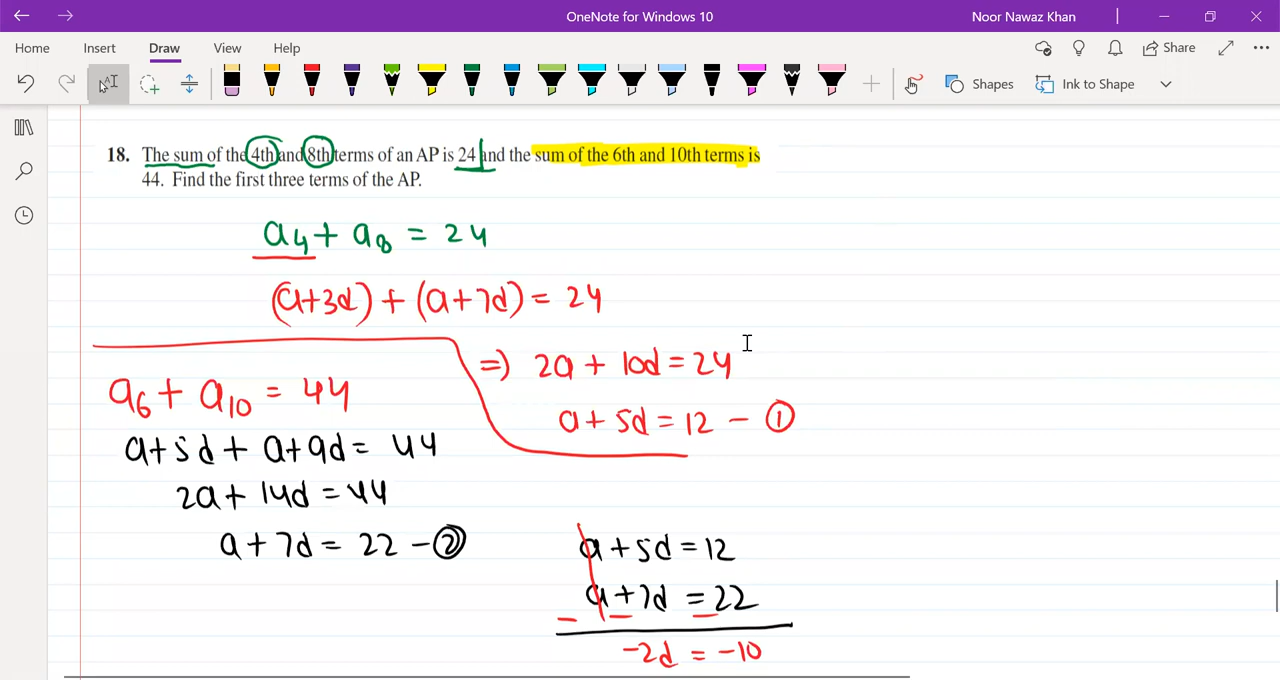 OneNote for Windows 10
Noor Nawaz Khan
Home Insert Draw View Help
Share
Shapes
Ink to Shape
18. The sum of the 4th and 8th terms of an AP is 24 and the sum of the 6th and 10th terms is
44. Find the first three terms of the AP.
a₄ + a₈ = 24
(a+3d) + (a+7d) = 24
=) 2a + 10d = 24
a + 5d = 12 - ①
a₆ + a₁₀ = 44
a+5d + a+9d = 44
2a + 14d = 44
a + 7d = 22 - ②
a + 5d = 12
a + 7d = 22
- - -
-2d = -10